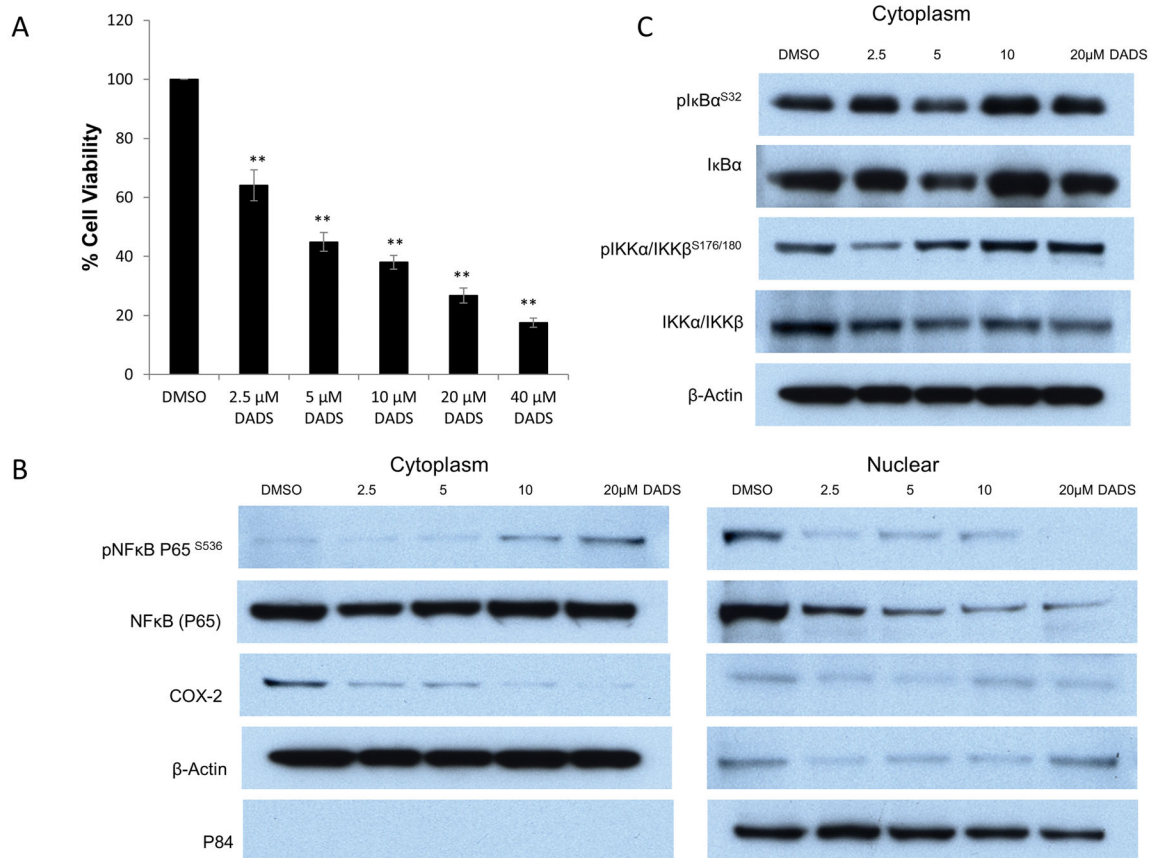 A
% Cell Viability
120
100
80
60
40
20
0
**
**
**
**
**
DMSO
2.5 µM DADS
5 µM DADS
10 µM DADS
20 µM DADS
40 µM DADS
C
Cytoplasm
DMSO 2.5 5 10 20µM DADS
pIκBα^S32
IκBα
pIKKα/IKKβ^S176/180
IKKα/IKKβ
β-Actin
B
Cytoplasm
DMSO 2.5 5 10 20µM DADS
pNFκB P65 ^S536
NFκB (P65)
COX-2
β-Actin
P84
Nuclear
DMSO 2.5 5 10 20µM DADS